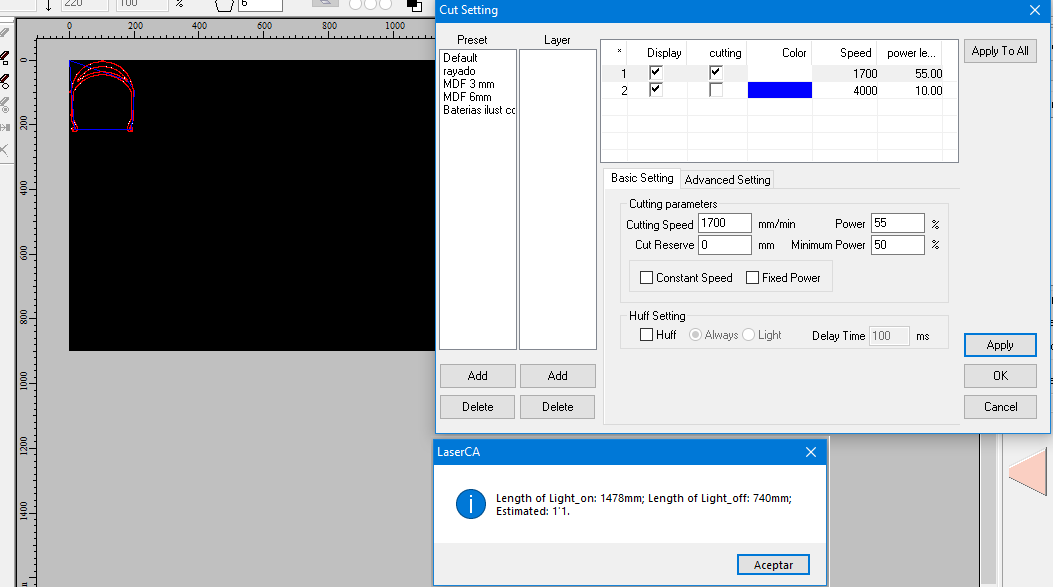 220
100
%
6
0
200
400
600
800
1000
0
200
400
600
800
1000
1200
1400
Cut Setting
Preset
Layer
Default
rayado
MDF 3 mm
MDF 6mm
Baterias ilust cc
* Display cutting Color Speed power le...
1 1700 55.00
2 4000 10.00
Apply To All
Basic Setting
Advanced Setting
Cutting parameters
Cutting Speed 1700 mm/min Power 55 %
Cut Reserve 0 mm Minimum Power 50 %
Constant Speed
Fixed Power
Huff Setting
Huff Always Light Delay Time 100 ms
Add
Add
Delete
Delete
Apply
OK
Cancel
LaserCA
Length of Light_on: 1478mm; Length of Light_off: 740mm;
Estimated: 1'1.
Aceptar